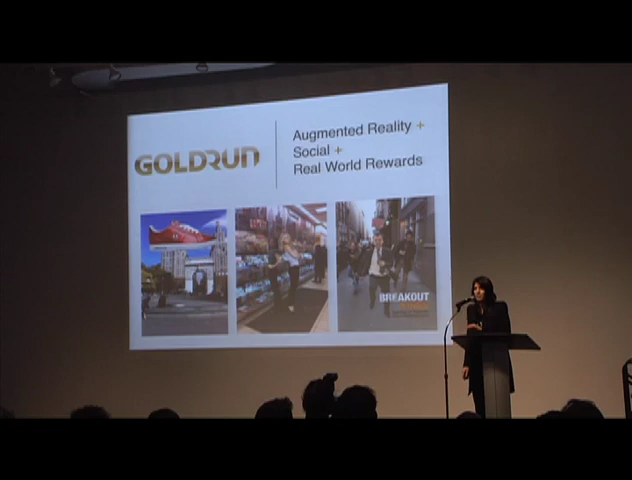 GOLDRUN
Augmented Reality +
Social +
Real World Rewards
BREAKOUT